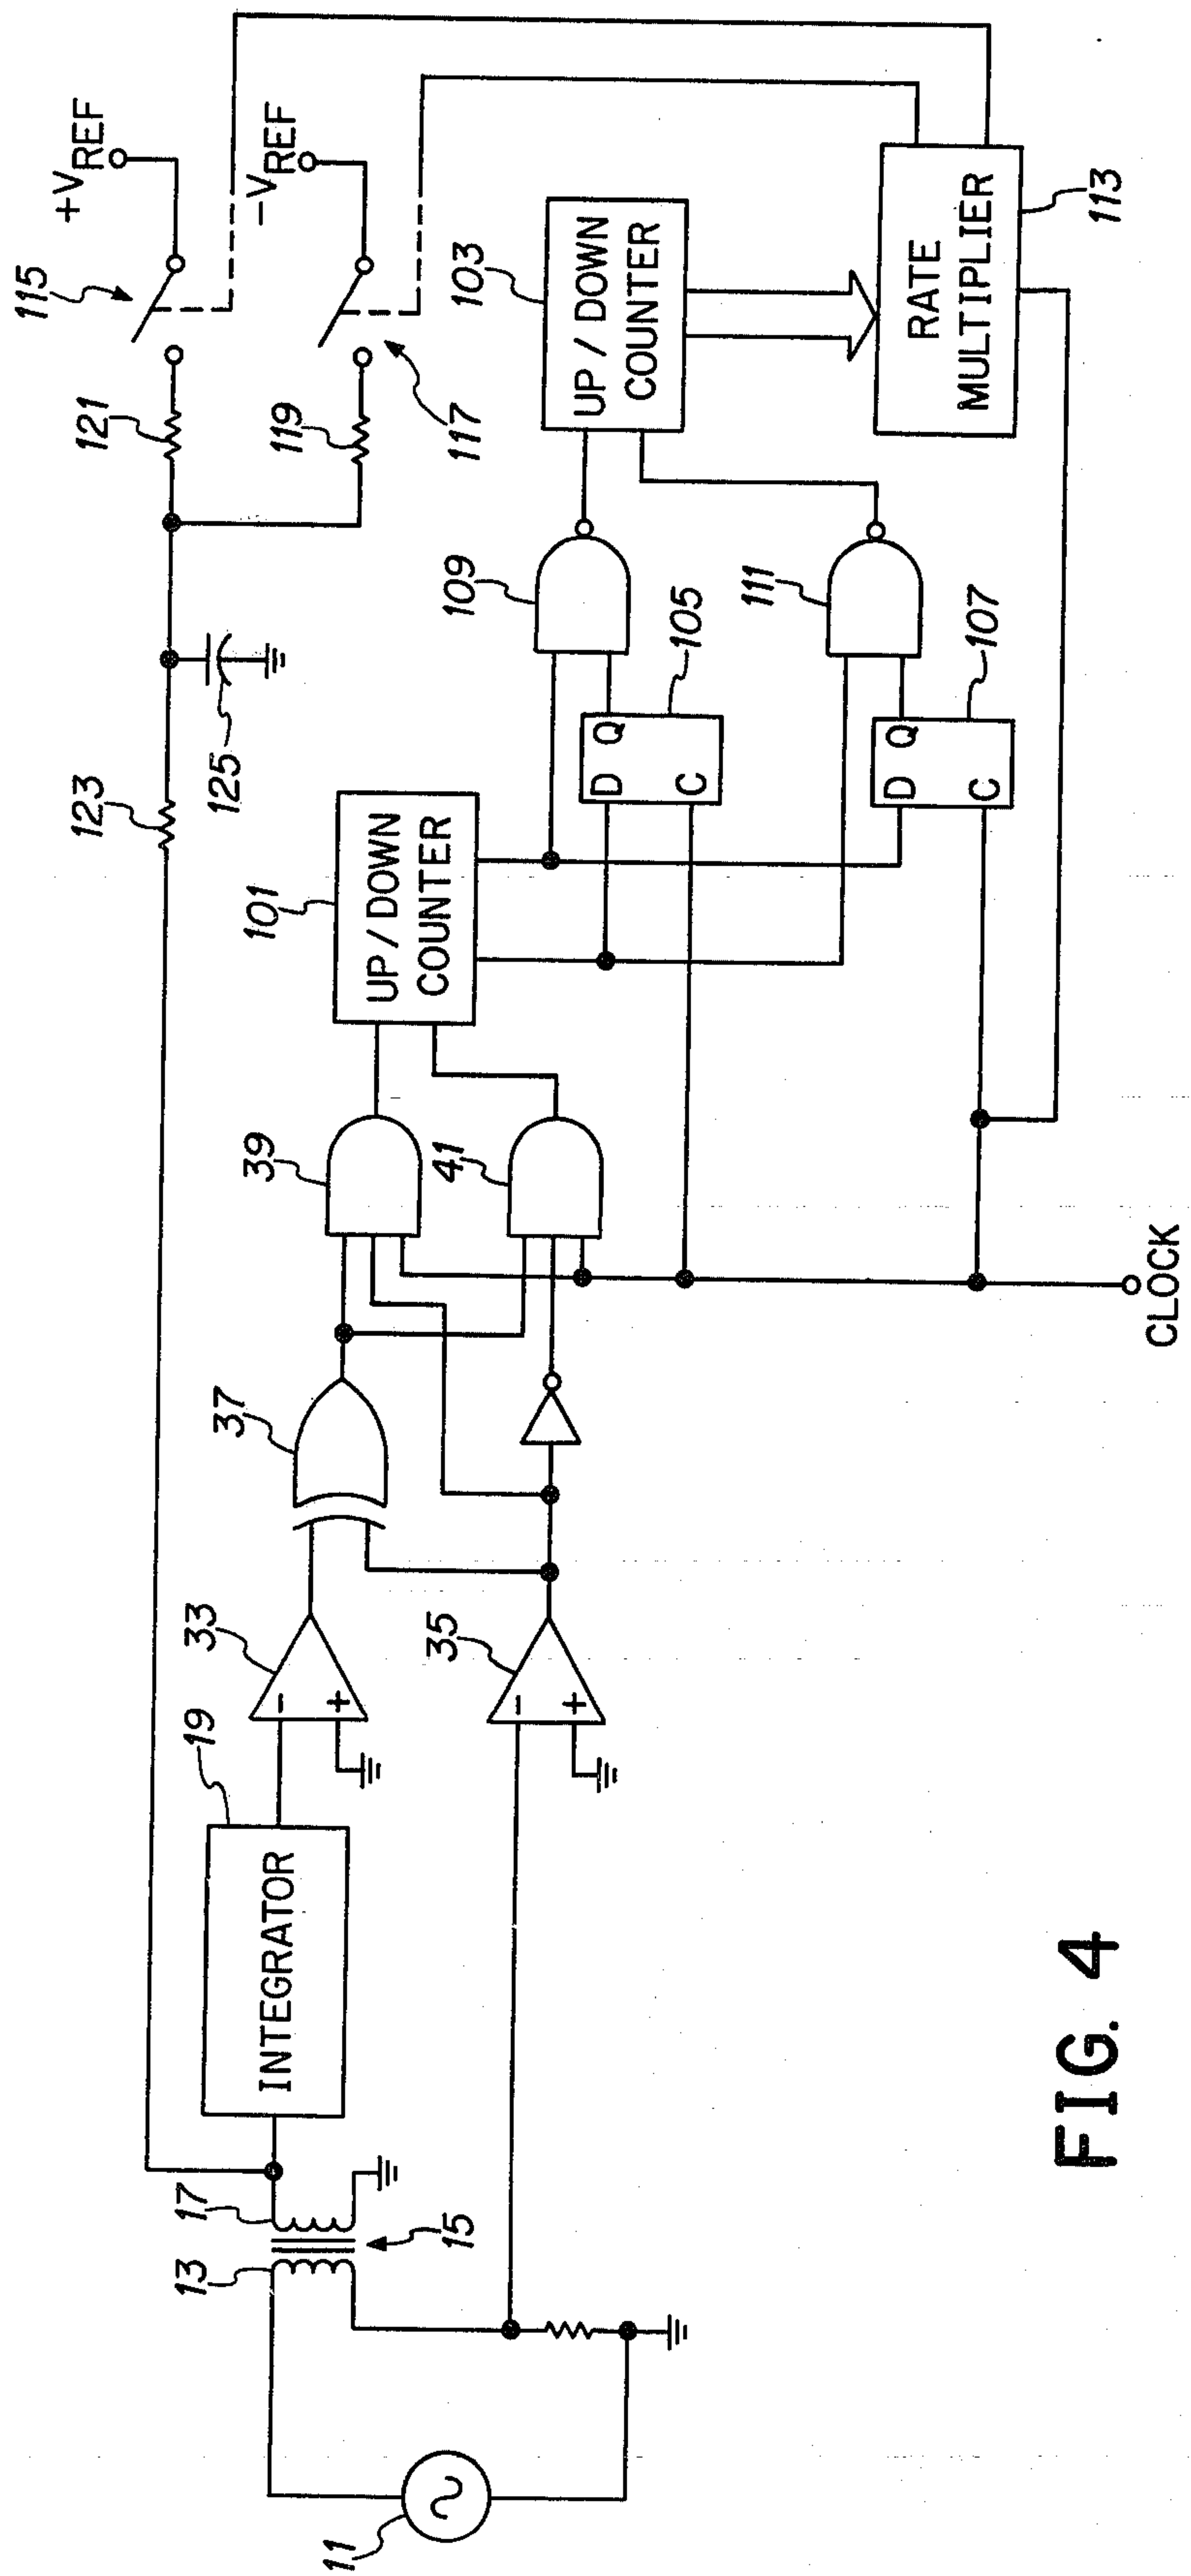 +VREF
115
121
-VREF
119
117
123
125
103
UP / DOWN
COUNTER
109
105
111
107
D Q
C
D Q
C
RATE
MULTIPLIER
113
101
UP / DOWN
COUNTER
39
41
37
33
-
+
35
-
+
19
INTEGRATOR
17
13
15
11
CLOCK
FIG. 4